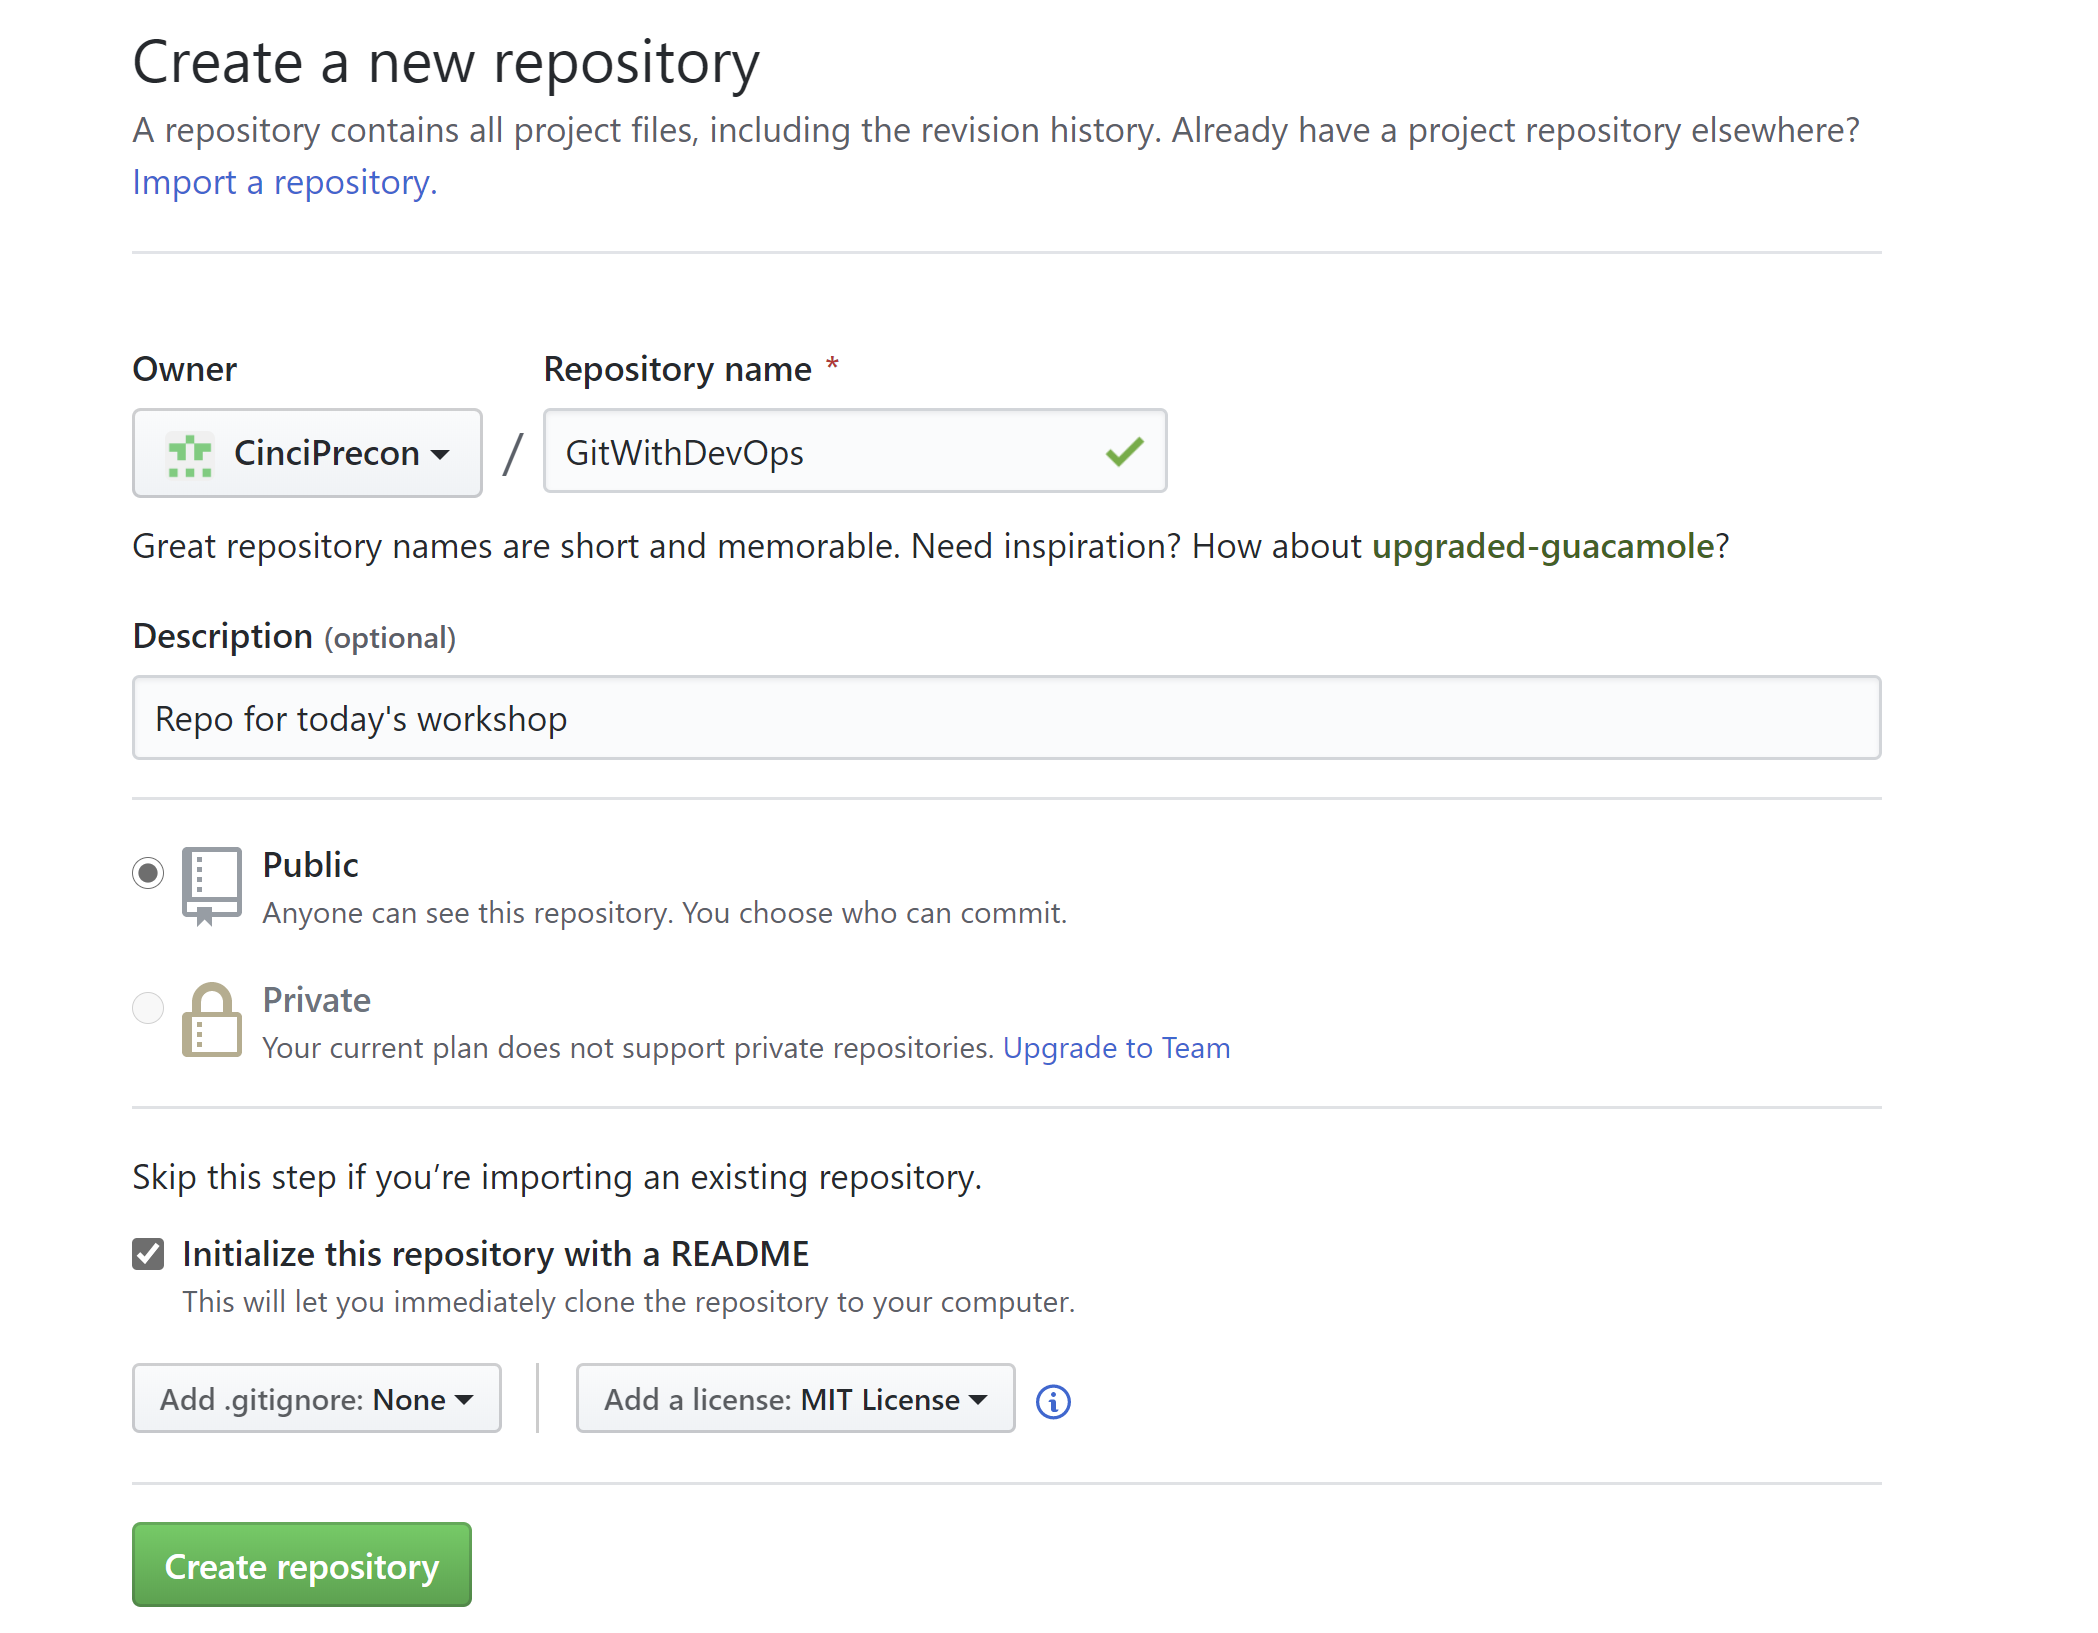 Create a new repository
A repository contains all project files, including the revision history. Already have a project repository elsewhere?
Import a repository.
Owner
Repository name *
CinciPrecon
/
GitWithDevOps
Great repository names are short and memorable. Need inspiration? How about upgraded-guacamole?
Description (optional)
Repo for today's workshop
Public
Anyone can see this repository. You choose who can commit.
Private
Your current plan does not support private repositories. Upgrade to Team
Skip this step if you’re importing an existing repository.
Initialize this repository with a README
This will let you immediately clone the repository to your computer.
Add .gitignore: None
Add a license: MIT License
Create repository